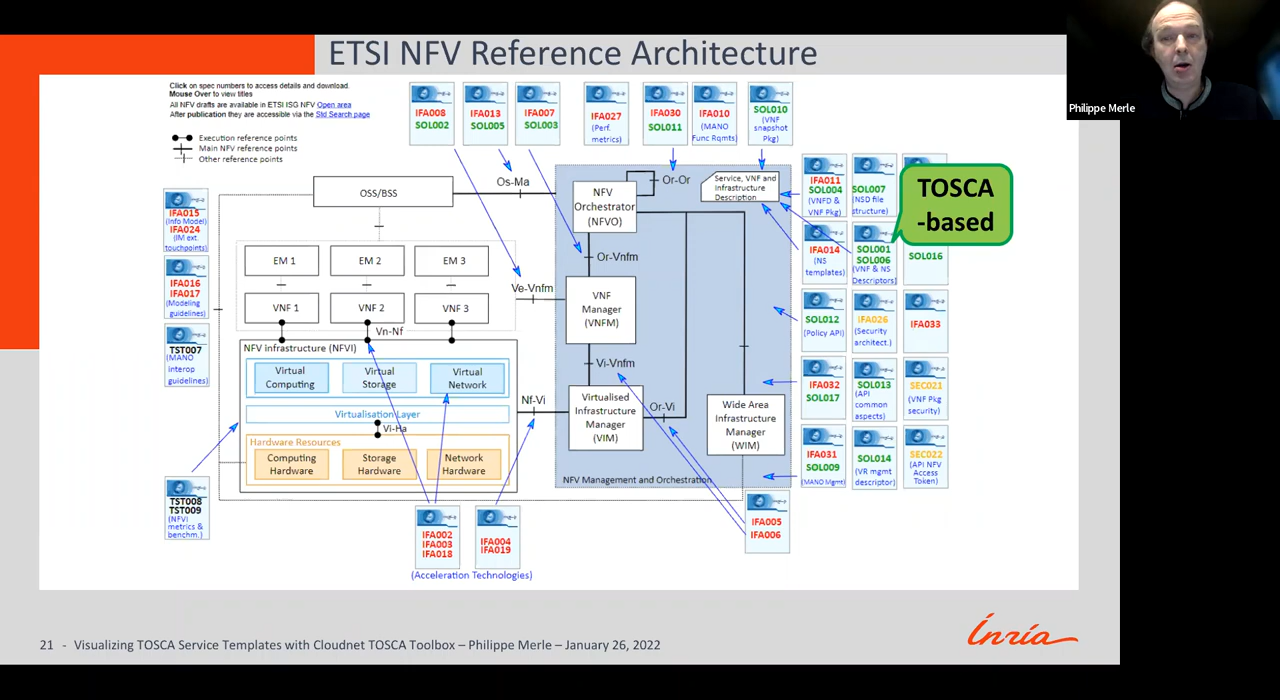 ETSI NFV Reference Architecture
Philippe Merle
Click on spec numbers to access details and download.
Mouse Over to view titles
All NFV drafts are available in ETSI ISG NFV Open area
After publication they are accessible via the Std Search page
Execution reference points
Main NFV reference points
Other reference points
IFA008
SOL002
IFA013
SOL005
IFA007
SOL003
IFA027
(Perf.
metrics)
IFA030
SOL011
IFA010
(MANO
Func Rqmts)
SOL010
(VNF
snapshot
Pkg)
OSS/BSS
Os-Ma
NFV
Orchestrator
(NFVO)
Or-Or
Service, VNF and
Infrastructure
Description
IFA011
SOL004
(VNFD &
VNF Pkg)
SOL007
(NSD file
structure)
TOSCA
-based
IFA015
(Info Model)
IFA024
(IM ext.
touchpoints)
IFA016
IFA017
(Modeling
guidelines)
TST007
(MANO
interop
guidelines)
EM 1
EM 2
EM 3
VNF 1
VNF 2
VNF 3
Vn-Nf
Ve-Vnfm
Or-Vnfm
VNF
Manager
(VNFM)
IFA014
(NS
templates)
SOL001
SOL006
(VNF & NS
Descriptors)
SOL016
SOL012
(Policy API)
IFA026
(Security
architect.)
IFA033
NFV infrastructure (NFVI)
Virtual
Computing
Virtual
Storage
Virtual
Network
Virtualisation Layer
Vi-Ha
Hardware Resources
Computing
Hardware
Storage
Hardware
Network
Hardware
Nf-Vi
Vi-Vnfm
Virtualised
Infrastructure
Manager
(VIM)
Or-Vi
Wide Area
Infrastructure
Manager
(WIM)
NFV Management and Orchestration
IFA032
SOL017
SOL013
(API
common
aspects)
SEC021
(VNF Pkg
security)
IFA031
SOL009
(MANO Mgmt)
SOL014
(VR mgmt
descriptor)
SEC022
(API NFV
Access
Token)
TST008
TST009
(NFVI
metrics &
benchm.)
IFA002
IFA003
IFA018
IFA004
IFA019
(Acceleration Technologies)
IFA005
IFA006
21 - Visualizing TOSCA Service Templates with Cloudnet TOSCA Toolbox – Philippe Merle – January 26, 2022
Inria